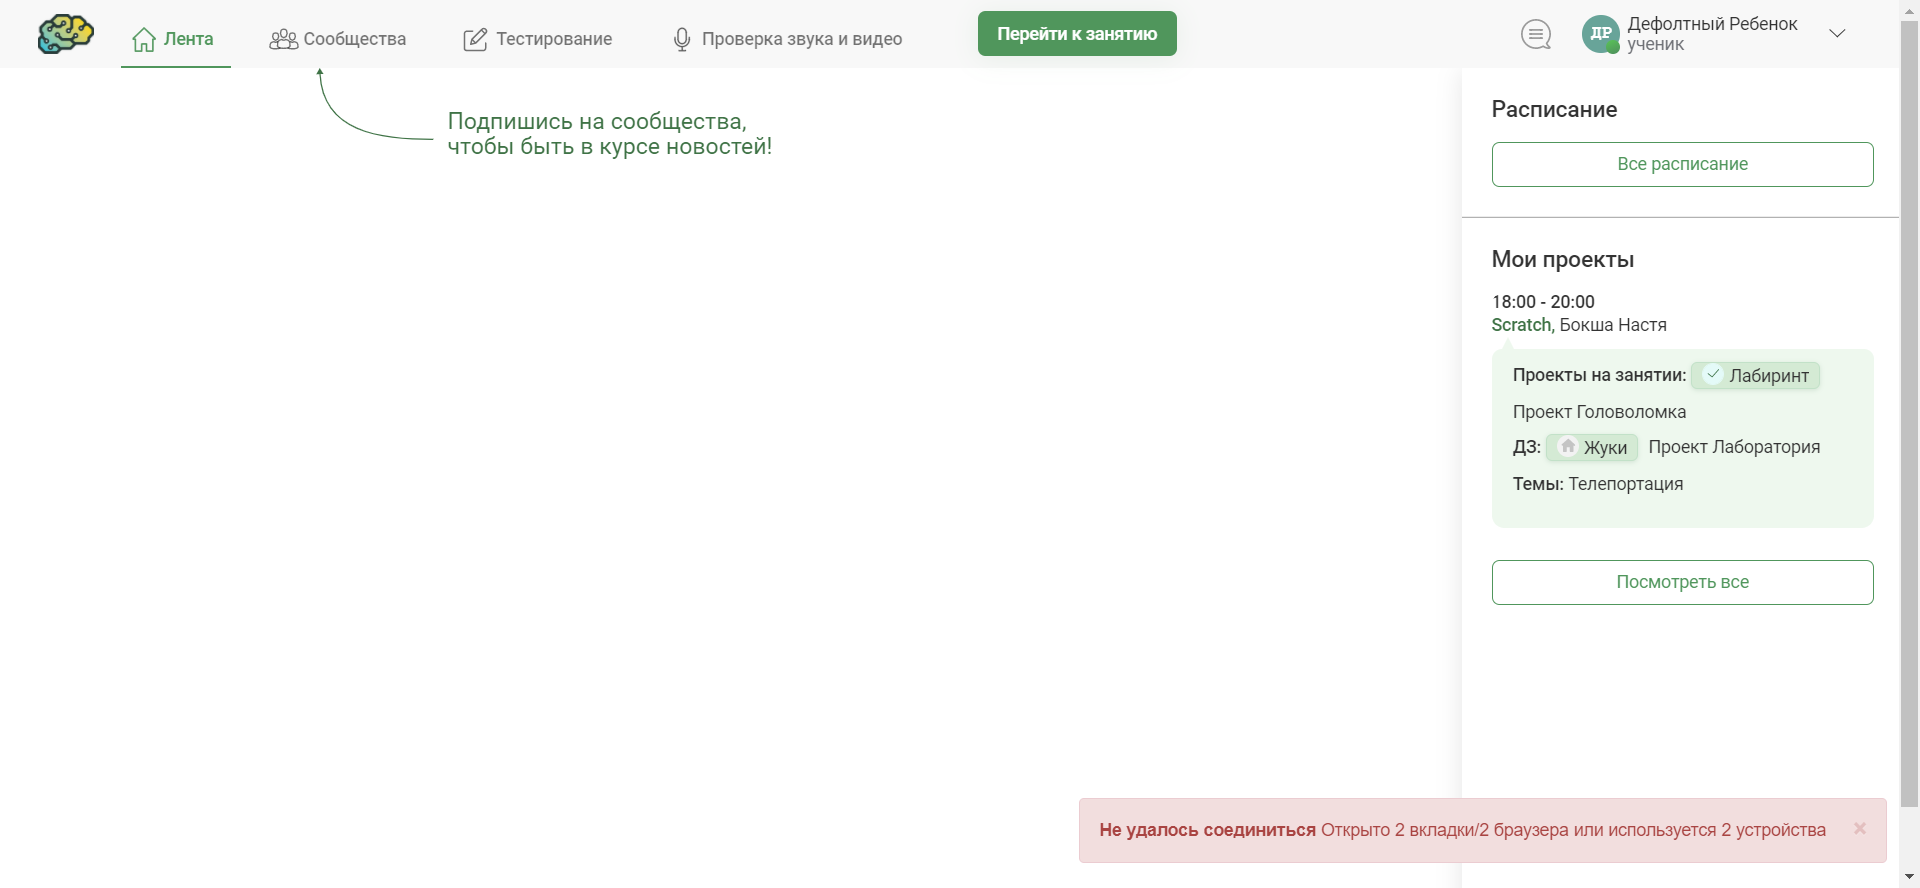 Лента
Сообщества
Тестирование
Проверка звука и видео
Перейти к занятию
ДР
Дефолтный Ребенок
ученик
Подпишись на сообщества,
чтобы быть в курсе новостей!
Расписание
Все расписание
Мои проекты
18:00 - 20:00
Scratch, Бокша Настя
Проекты на занятии: Лабиринт
Проект Головоломка
ДЗ: Жуки Проект Лаборатория
Темы: Телепортация
Посмотреть все
Не удалось соединиться Открыто 2 вкладки/2 браузера или используется 2 устройства ×